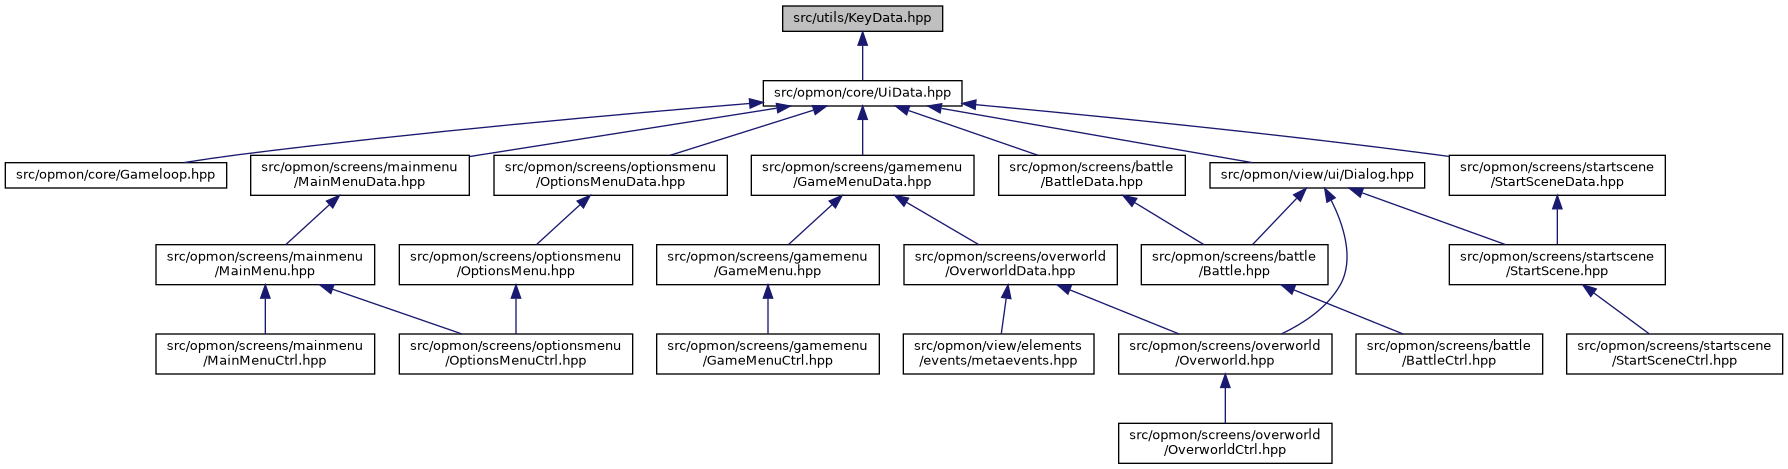 src/utils/KeyData.hpp
src/opmon/core/UiData.hpp
src/opmon/core/Gameloop.hpp
src/opmon/screens/mainmenu
/MainMenuData.hpp
src/opmon/screens/optionsmenu
/OptionsMenuData.hpp
src/opmon/screens/gamemenu
/GameMenuData.hpp
src/opmon/screens/battle
/BattleData.hpp
src/opmon/view/ui/Dialog.hpp
src/opmon/screens/startscene
/StartSceneData.hpp
src/opmon/screens/mainmenu
/MainMenu.hpp
src/opmon/screens/optionsmenu
/OptionsMenu.hpp
src/opmon/screens/gamemenu
/GameMenu.hpp
src/opmon/screens/overworld
/OverworldData.hpp
src/opmon/screens/battle
/Battle.hpp
src/opmon/screens/startscene
/StartScene.hpp
src/opmon/screens/mainmenu
/MainMenuCtrl.hpp
src/opmon/screens/optionsmenu
/OptionsMenuCtrl.hpp
src/opmon/screens/gamemenu
/GameMenuCtrl.hpp
src/opmon/view/elements
/events/metaevents.hpp
src/opmon/screens/overworld
/Overworld.hpp
src/opmon/screens/battle
/BattleCtrl.hpp
src/opmon/screens/startscene
/StartSceneCtrl.hpp
src/opmon/screens/overworld
/OverworldCtrl.hpp